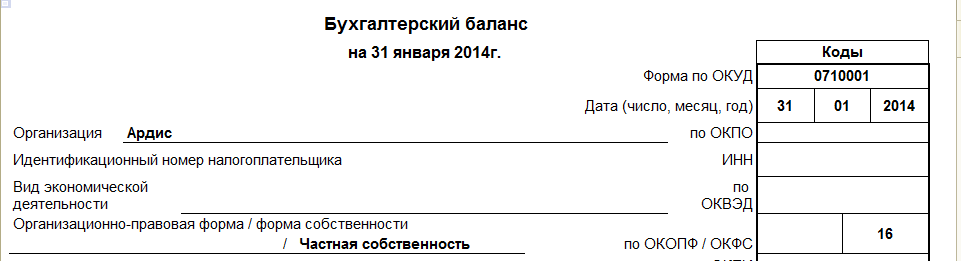 Бухгалтерский баланс
на 31 января 2014г.
Коды
Форма по ОКУД 0710001
Дата (число, месяц, год) 31 01 2014
Организация Ардис по ОКПО
Идентификационный номер налогоплательщика ИНН
Вид экономической
деятельности
по
ОКВЭД
Организационно-правовая форма / форма собственности
/ Частная собственность по ОКОПФ / ОКФС 16